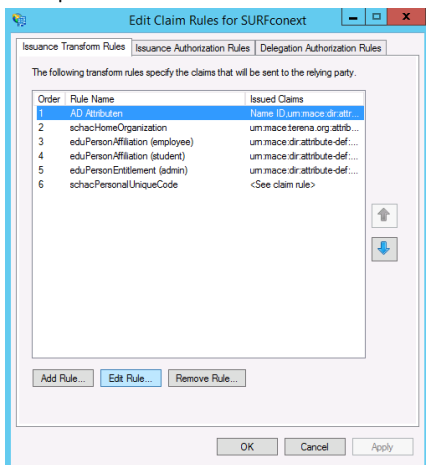 Edit Claim Rules for SURFconext
Issuance Transform Rules Issuance Authorization Rules Delegation Authorization Rules
The following transform rules specify the claims that will be sent to the relying party.
Order Rule Name Issued Claims
1 AD Attributen Name ID,urn:mace:dir:attr...
2 schacHomeOrganization urn:mace:terena.org:attrib...
3 eduPersonAffiliation (employee) urn:mace:dir:attribute-def:...
4 eduPersonAffiliation (student) urn:mace:dir:attribute-def:...
5 eduPersonEntitlement (admin) urn:mace:dir:attribute-def:...
6 schacPersonalUniqueCode <See claim rule>
Add Rule... Edit Rule... Remove Rule...
OK Cancel Apply